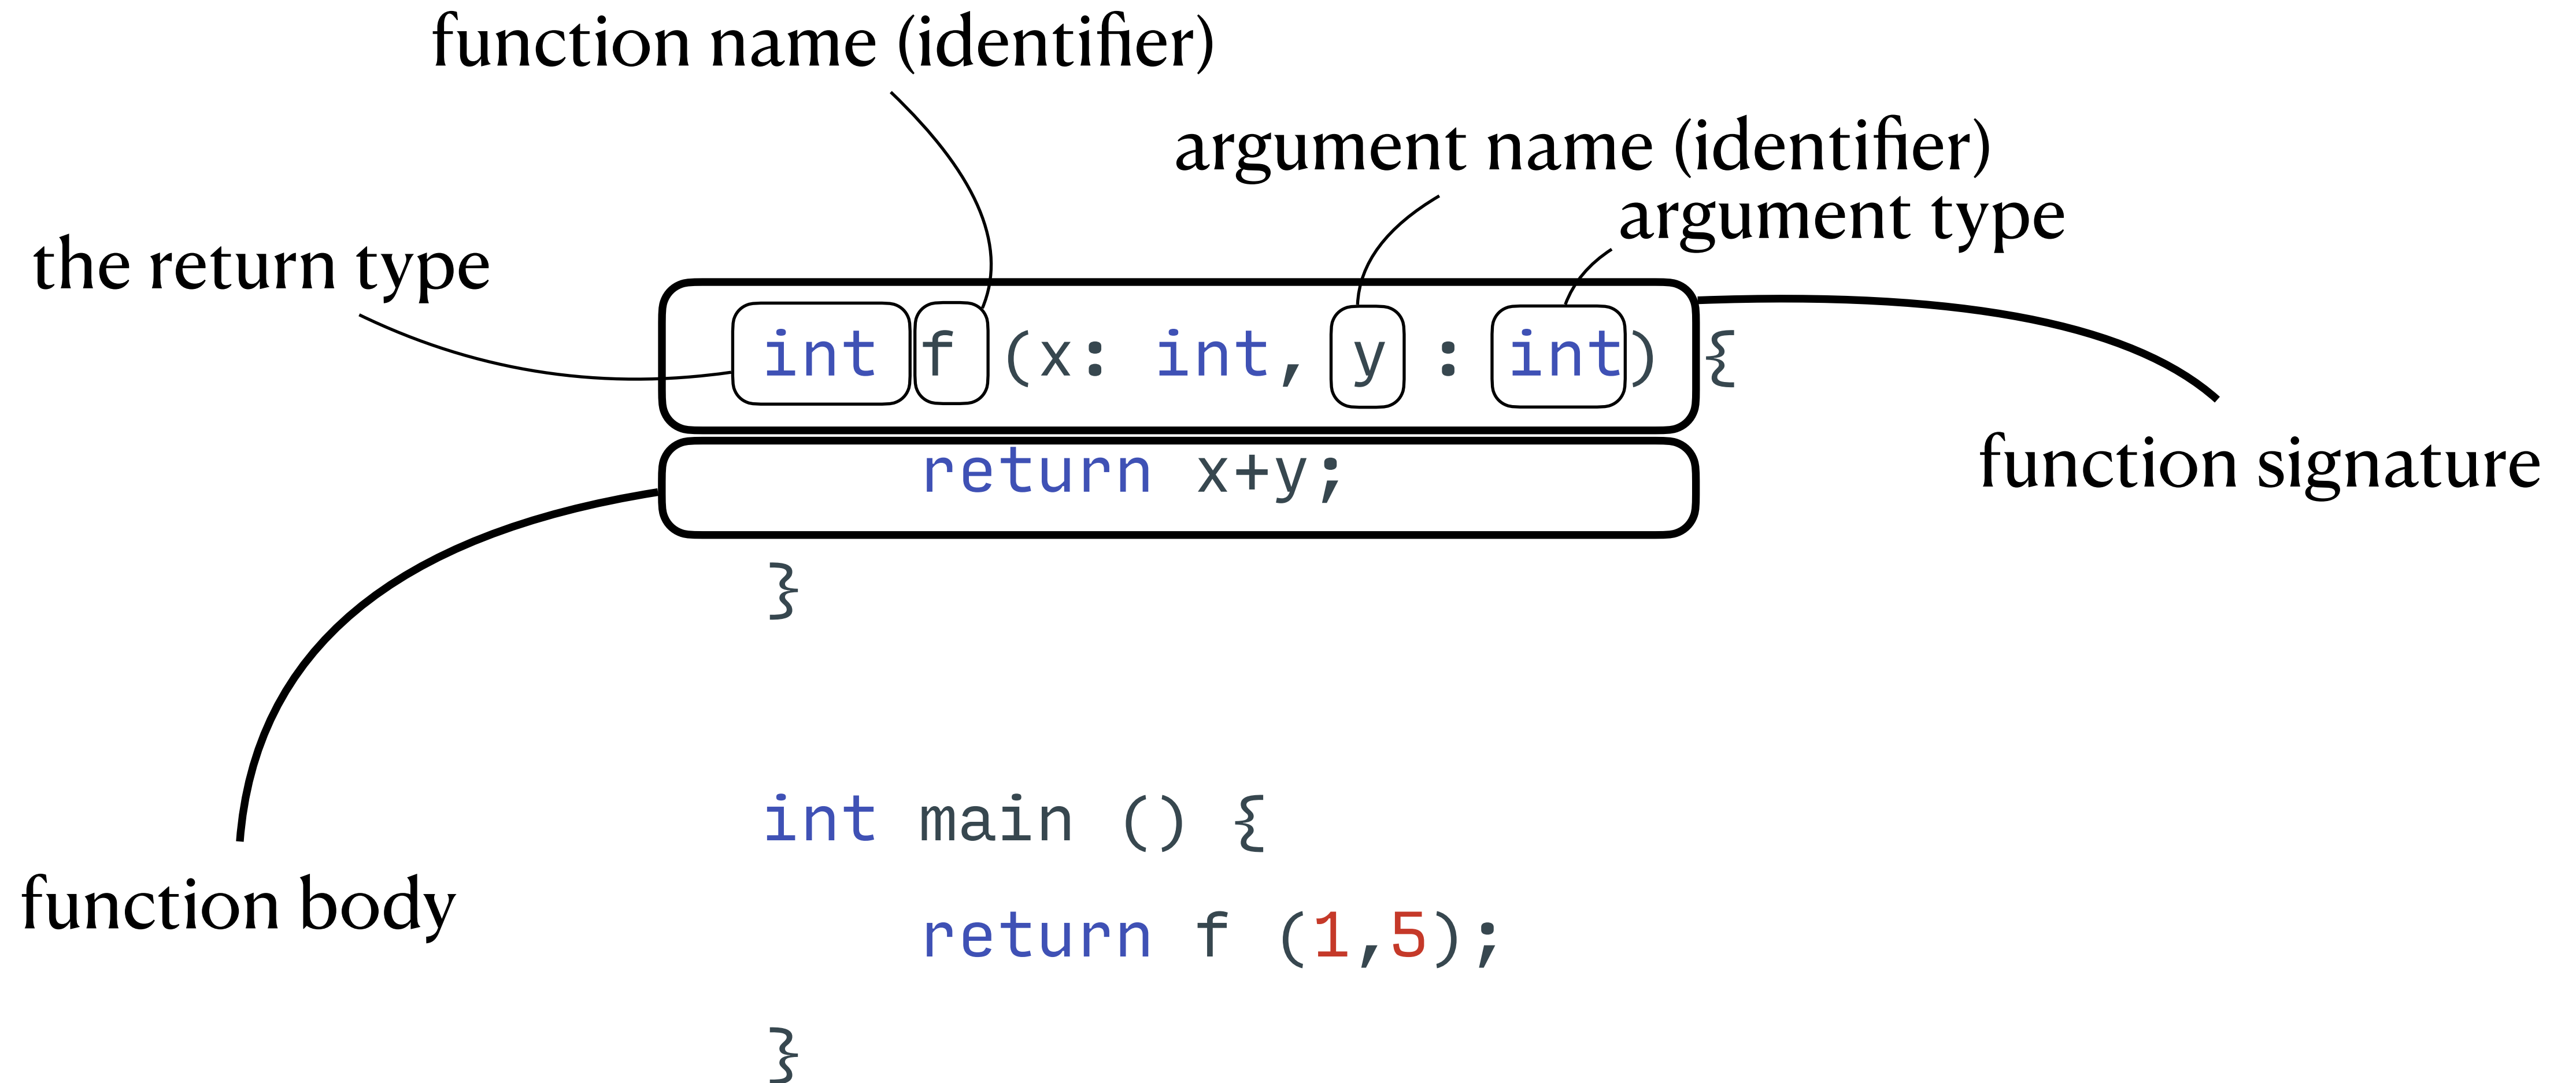 function name (identifier)
argument name (identifier)
argument type
the return type
int f (x: int, y : int) {
function signature
return x+y;
}
int main () {
function body
return f (1,5);
}